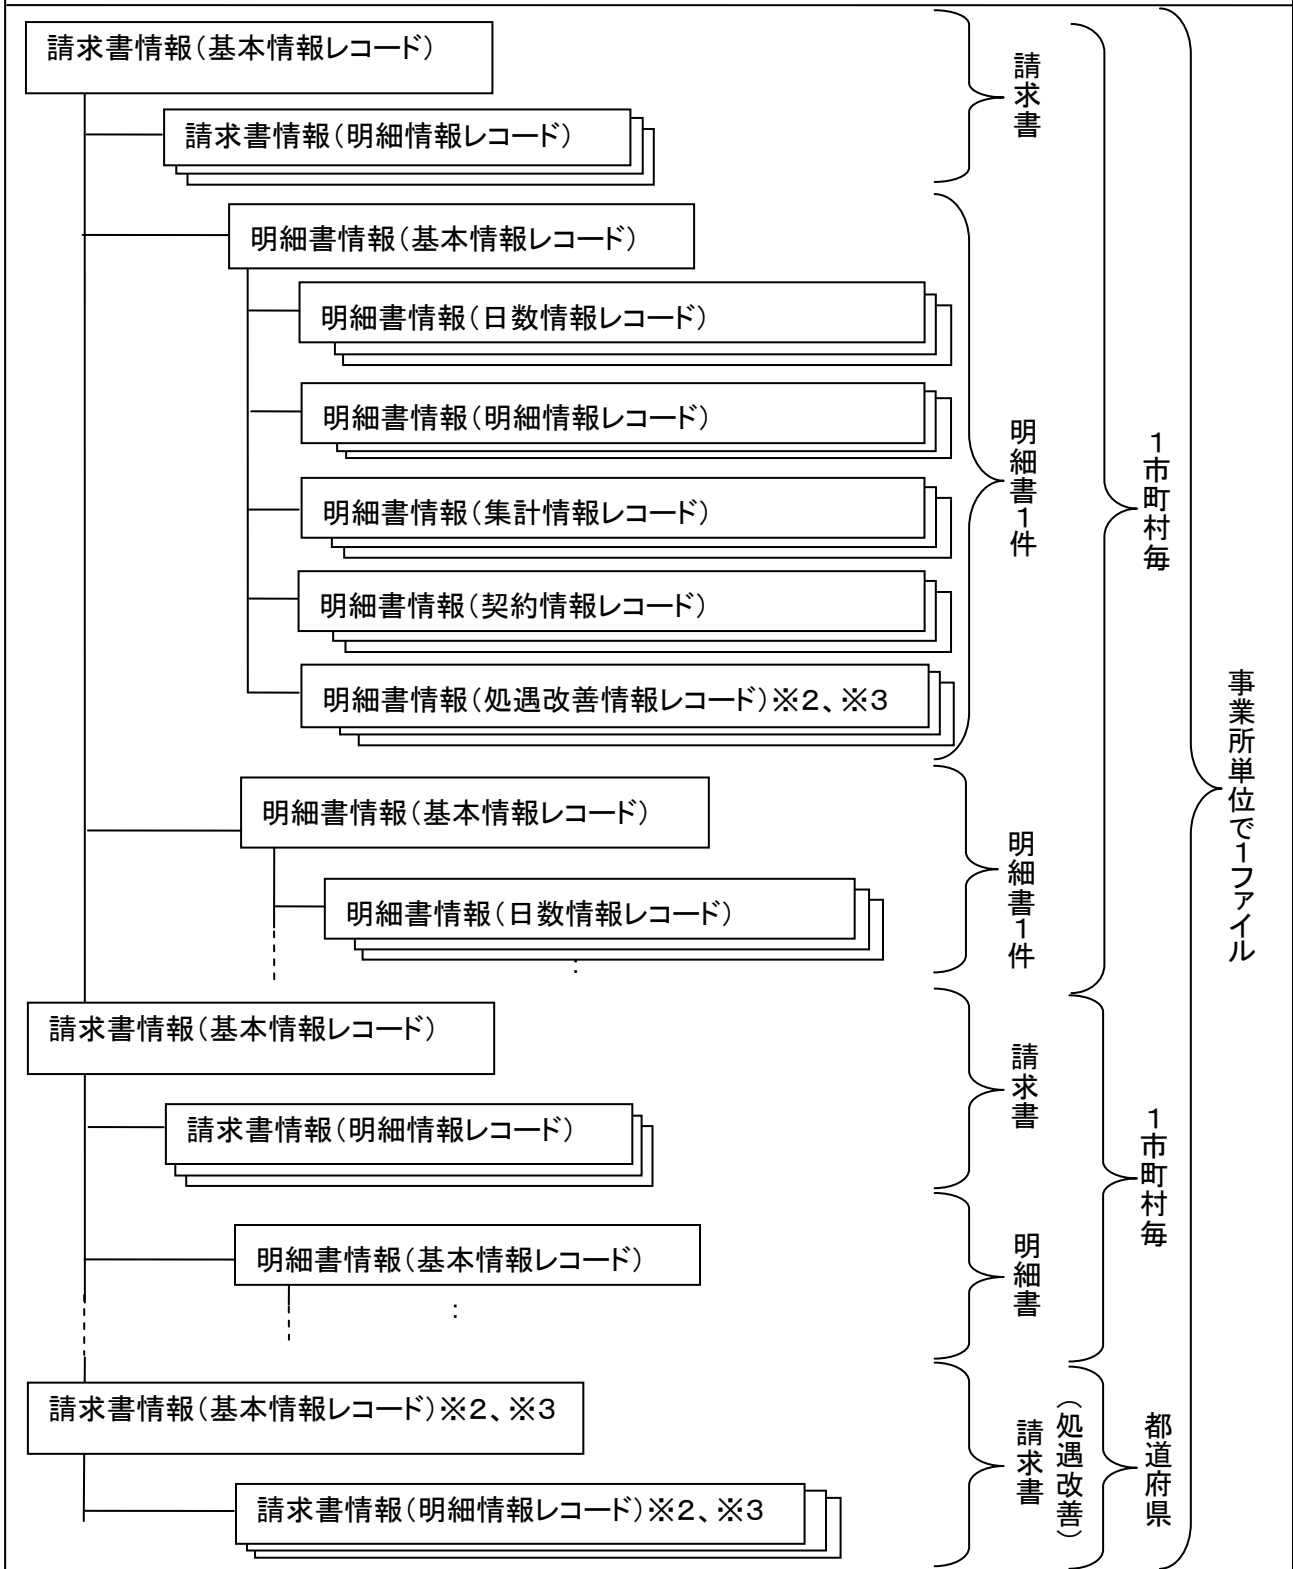 請求書情報(基本情報レコード)
請求書情報(明細情報レコード)
請求書
明細書情報(基本情報レコード)
明細書情報(日数情報レコード)
明細書情報(明細情報レコード)
明細書情報(集計情報レコード)
明細書情報(契約情報レコード)
明細書情報(処遇改善情報レコード)※2、※3
明細書1件
1市町村毎
明細書情報(基本情報レコード)
明細書情報(日数情報レコード)
:
明細書1件
事業所単位で1ファイル
請求書情報(基本情報レコード)
請求書情報(明細情報レコード)
請求書
明細書情報(基本情報レコード)
:
明細書
1市町村毎
請求書情報(基本情報レコード)※2、※3
請求書情報(明細情報レコード)※2、※3
請求書
(処遇改善)
都道府県